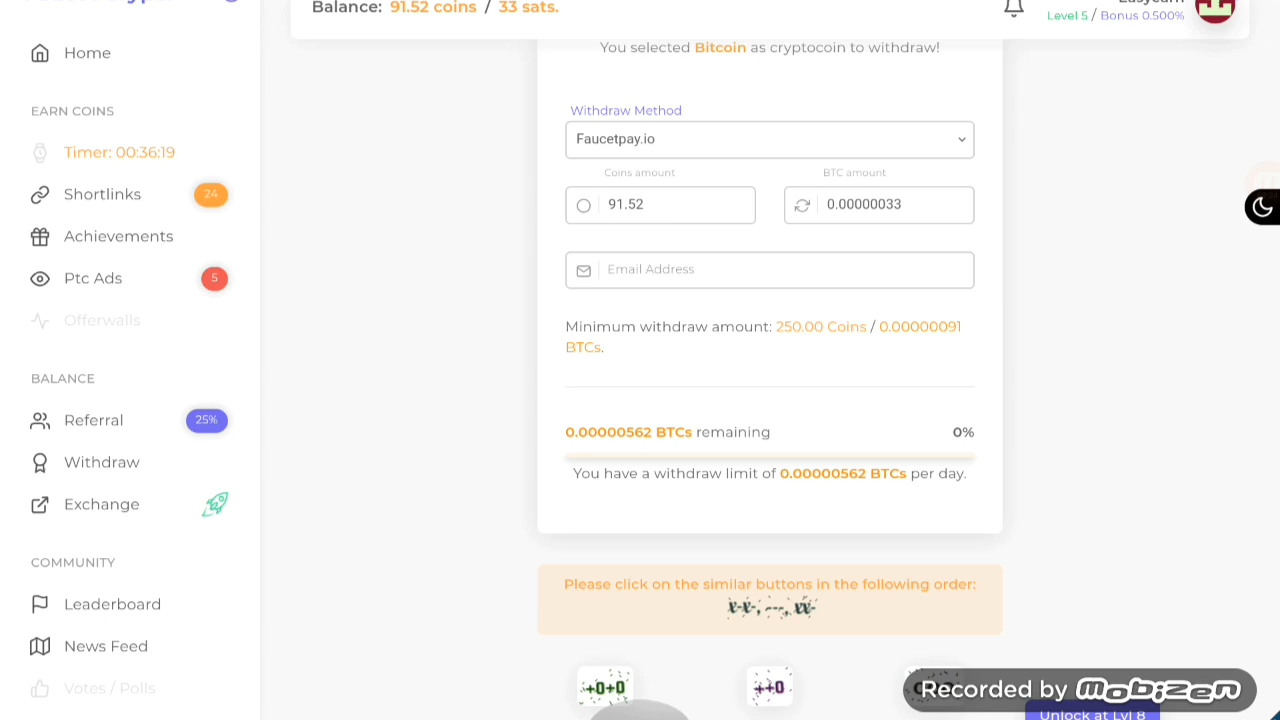 Balance: 91.52 coins / 33 sats.
Level 5 / Bonus 0.500%
Home
EARN COINS
Timer: 00:36:19
Shortlinks 24
Achievements
Ptc Ads 5
Offerwalls
BALANCE
Referral 25%
Withdraw
Exchange
COMMUNITY
Leaderboard
News Feed
Votes / Polls
You selected Bitcoin as cryptocoin to withdraw!
Withdraw Method
Faucetpay.io
Coins amount BTC amount
91.52 0.00000033
Email Address
Minimum withdraw amount: 250.00 Coins / 0.00000091
BTCs.
0.00000562 BTCs remaining 0%
You have a withdraw limit of 0.00000562 BTCs per day.
Please click on the similar buttons in the following order:
x-x-, ---, xx-
+0+0 ++0
Recorded by MOBIZEN
Unlock at Lvl 8